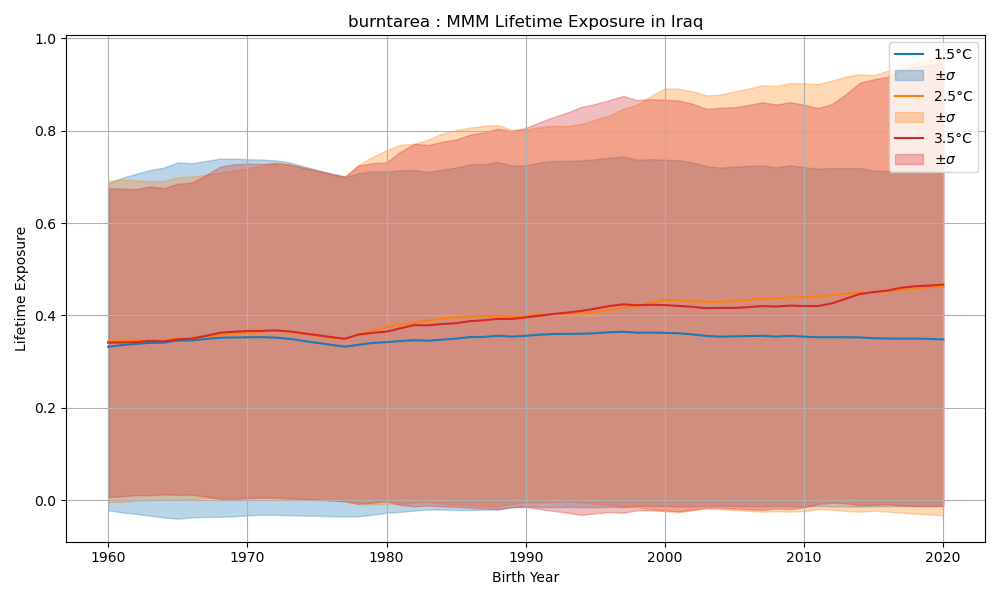 burntarea : MMM Lifetime Exposure in Iraq
1.0
0.8
0.6
0.4
0.2
0.0
Lifetime Exposure
1.5°C
±σ
2.5°C
±σ
3.5°C
±σ
1960
1970
1980
1990
2000
2010
2020
Birth Year